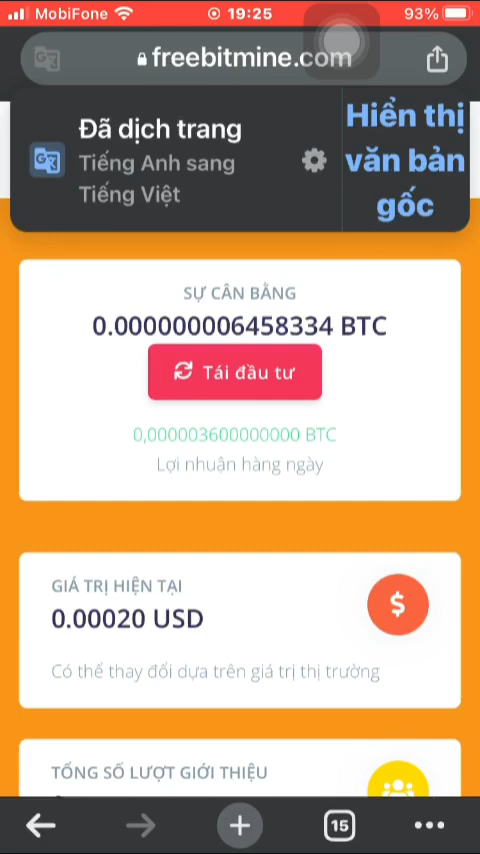 MobiFone 19:25 93%
freebitmine.com
Đã dịch trang
Tiếng Anh sang
Tiếng Việt
Hiển thị
văn bản
gốc
SỰ CÂN BẰNG
0.000000006458334 BTC
Tái đầu tư
0,000003600000000 BTC
Lợi nhuận hàng ngày
GIÁ TRỊ HIỆN TẠI
0.00020 USD
$
Có thể thay đổi dựa trên giá trị thị trường
TỔNG SỐ LƯỢT GIỚI THIỆU
15